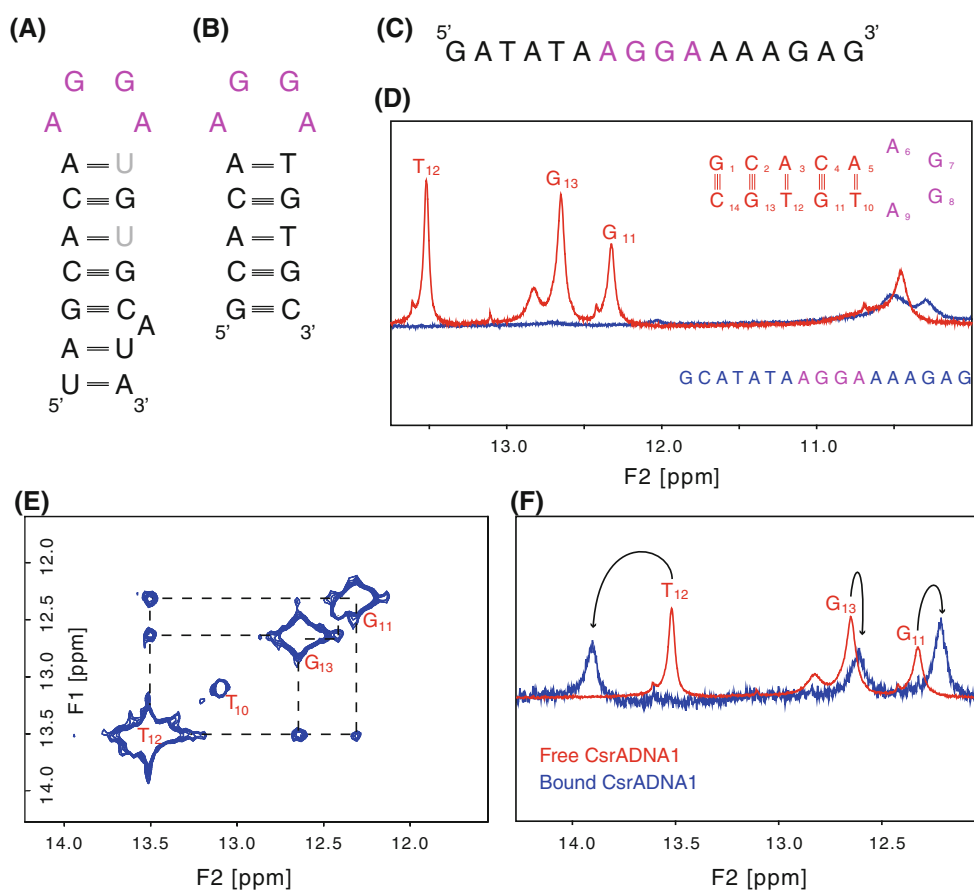 (A)
G G
A A
A U
C G
A U
C G
G C
A
A U
U A
5’ 3’
(B)
G G
A A
A T
C G
A T
C G
G C
5’ 3’
(C)
5’ GATATAAGGAAAAGAG 3’
(D)
T12
G13
G11
G1 C2 A3 C4 A5 A6 G7
C14 G13 T12 G11 T10 A9 G8
GCATATAAGGAAAAGAG
13.0 12.0 11.0
F2 [ppm]
(E)
F1 [ppm]
12.0
12.5
13.0
13.5
14.0
G11
G13
T10
T12
14.0 13.5 13.0 12.5 12.0
F2 [ppm]
(F)
T12
G13
G11
Free CsrADNA1
Bound CsrADNA1
14.0 13.5 13.0 12.5
F2 [ppm]